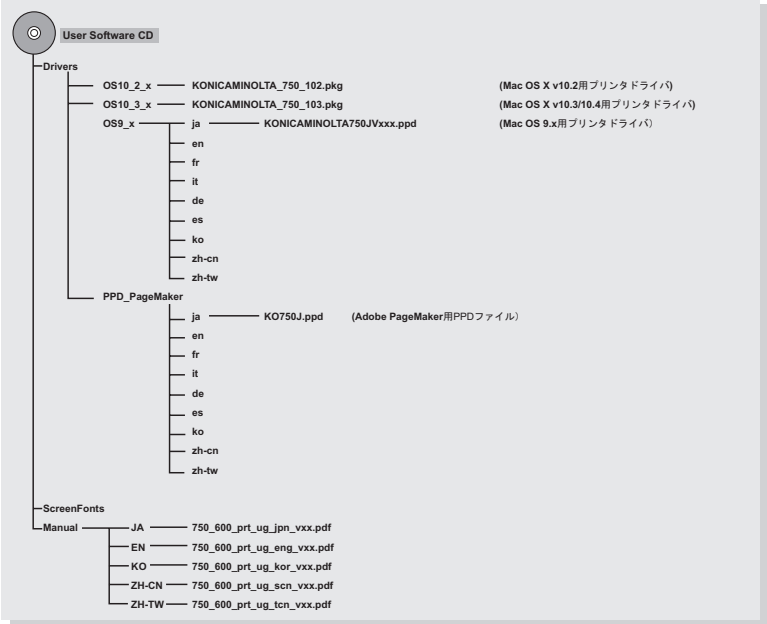 User Software CD
Drivers
OS10_2_x KONICAMINOLTA_750_102.pkg (Mac OS X v10.2用プリンタドライバ)
OS10_3_x KONICAMINOLTA_750_103.pkg (Mac OS X v10.3/10.4用プリンタドライバ)
OS9_x ja KONICAMINOLTA750JVxxx.ppd (Mac OS 9.x用プリンタドライバ)
en
fr
it
de
es
ko
zh-cn
zh-tw
PPD_PageMaker
ja KO750J.ppd (Adobe PageMaker用PPDファイル)
en
fr
it
de
es
ko
zh-cn
zh-tw
ScreenFonts
Manual JA 750_600_prt_ug_jpn_vxx.pdf
EN 750_600_prt_ug_eng_vxx.pdf
KO 750_600_prt_ug_kor_vxx.pdf
ZH-CN 750_600_prt_ug_scn_vxx.pdf
ZH-TW 750_600_prt_ug_tcn_vxx.pdf